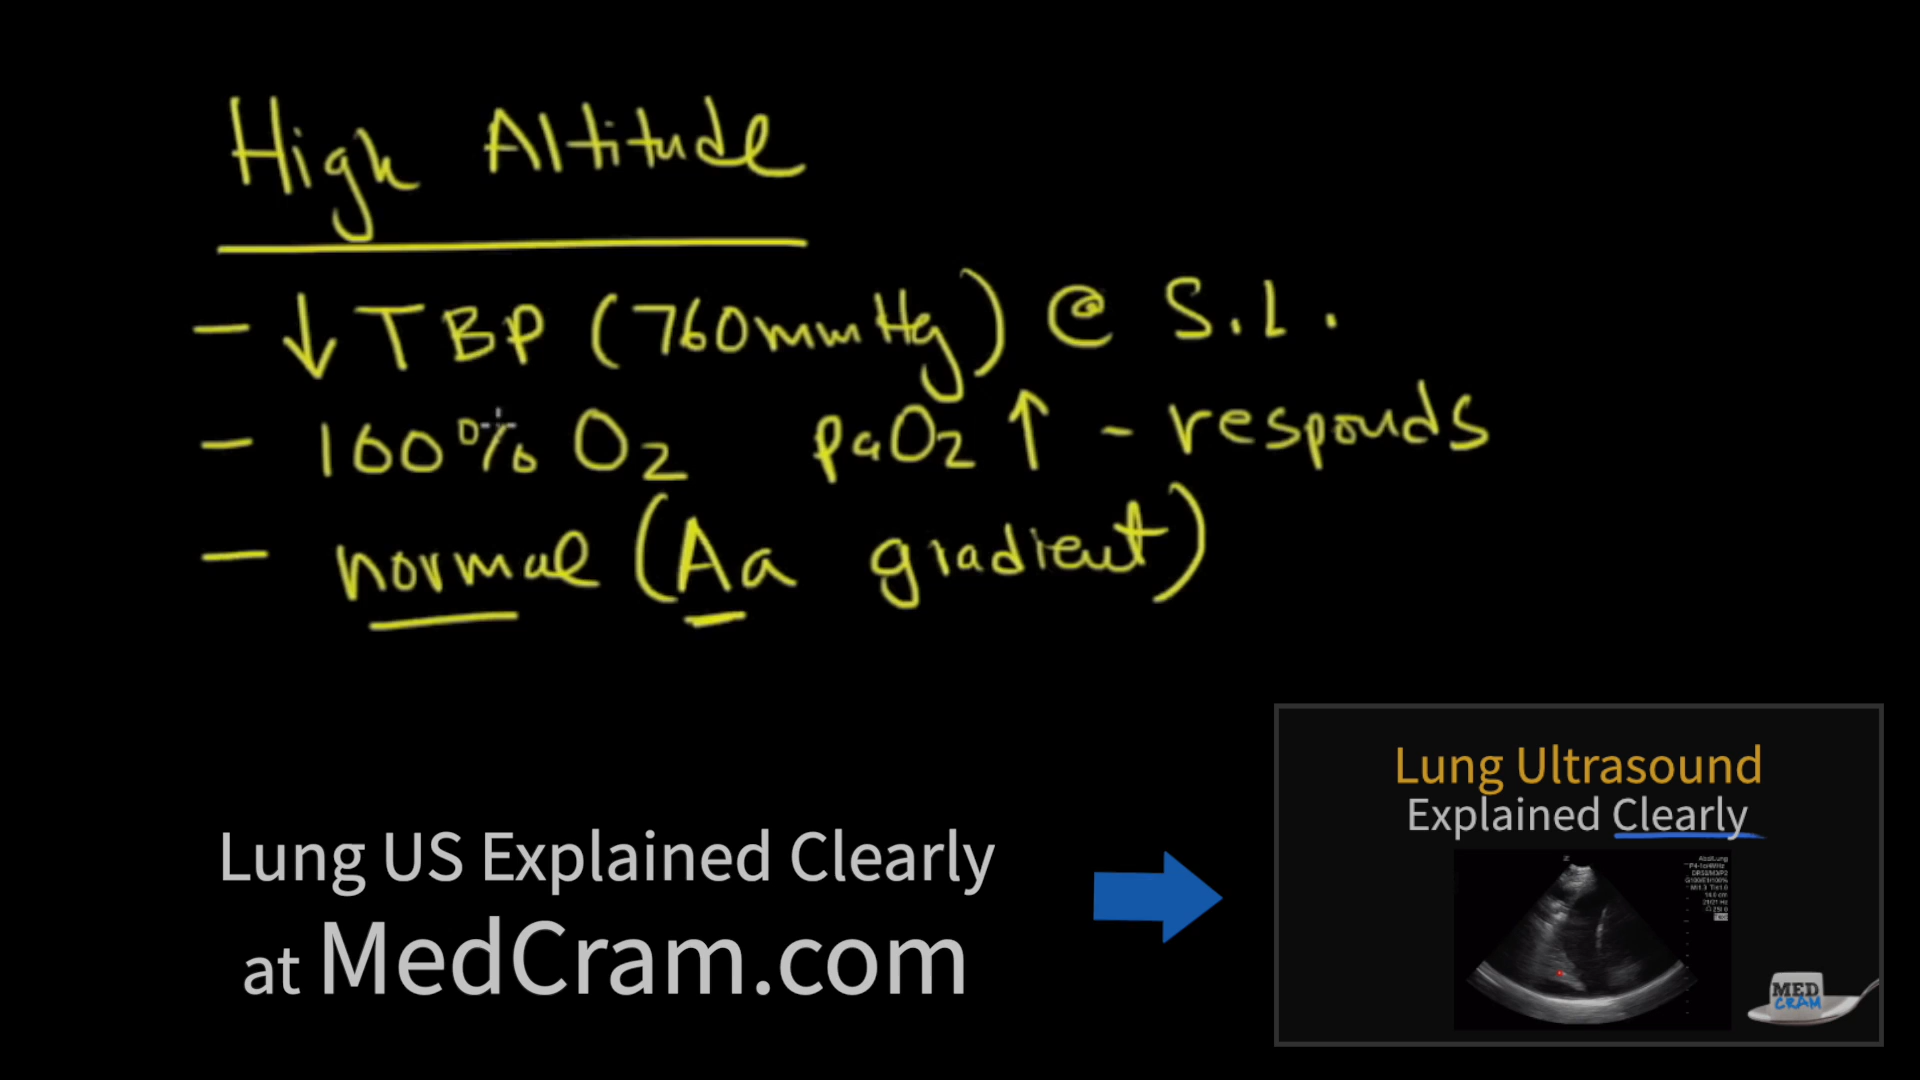 High Altitude
- ↓ TBP (760mmHg) @ S.L.
- 100% O2 paO2 ↑ - responds
- normal (Aa gradient)
Lung Ultrasound
Explained Clearly
Lung US Explained Clearly
at MedCram.com
MED
CRAM